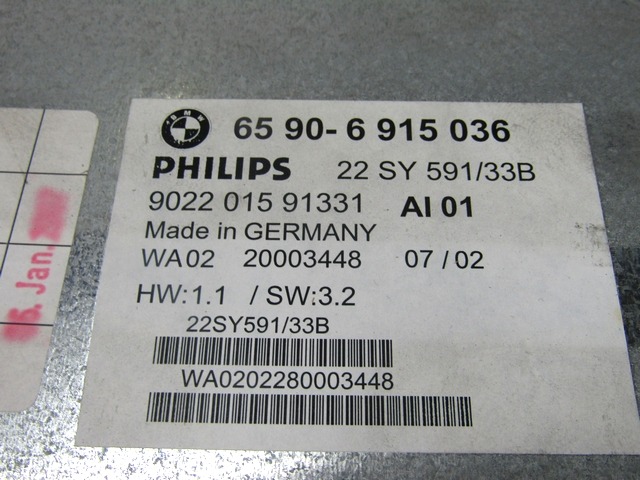 BMW
65 90 - 6 915 036
PHILIPS 22 SY 591/33B
9022 015 91331 AI 01
Made in GERMANY
WA02 20003448 07 / 02
HW:1.1 / SW:3.2
22SY591/33B
WA0202280003448
Jan.